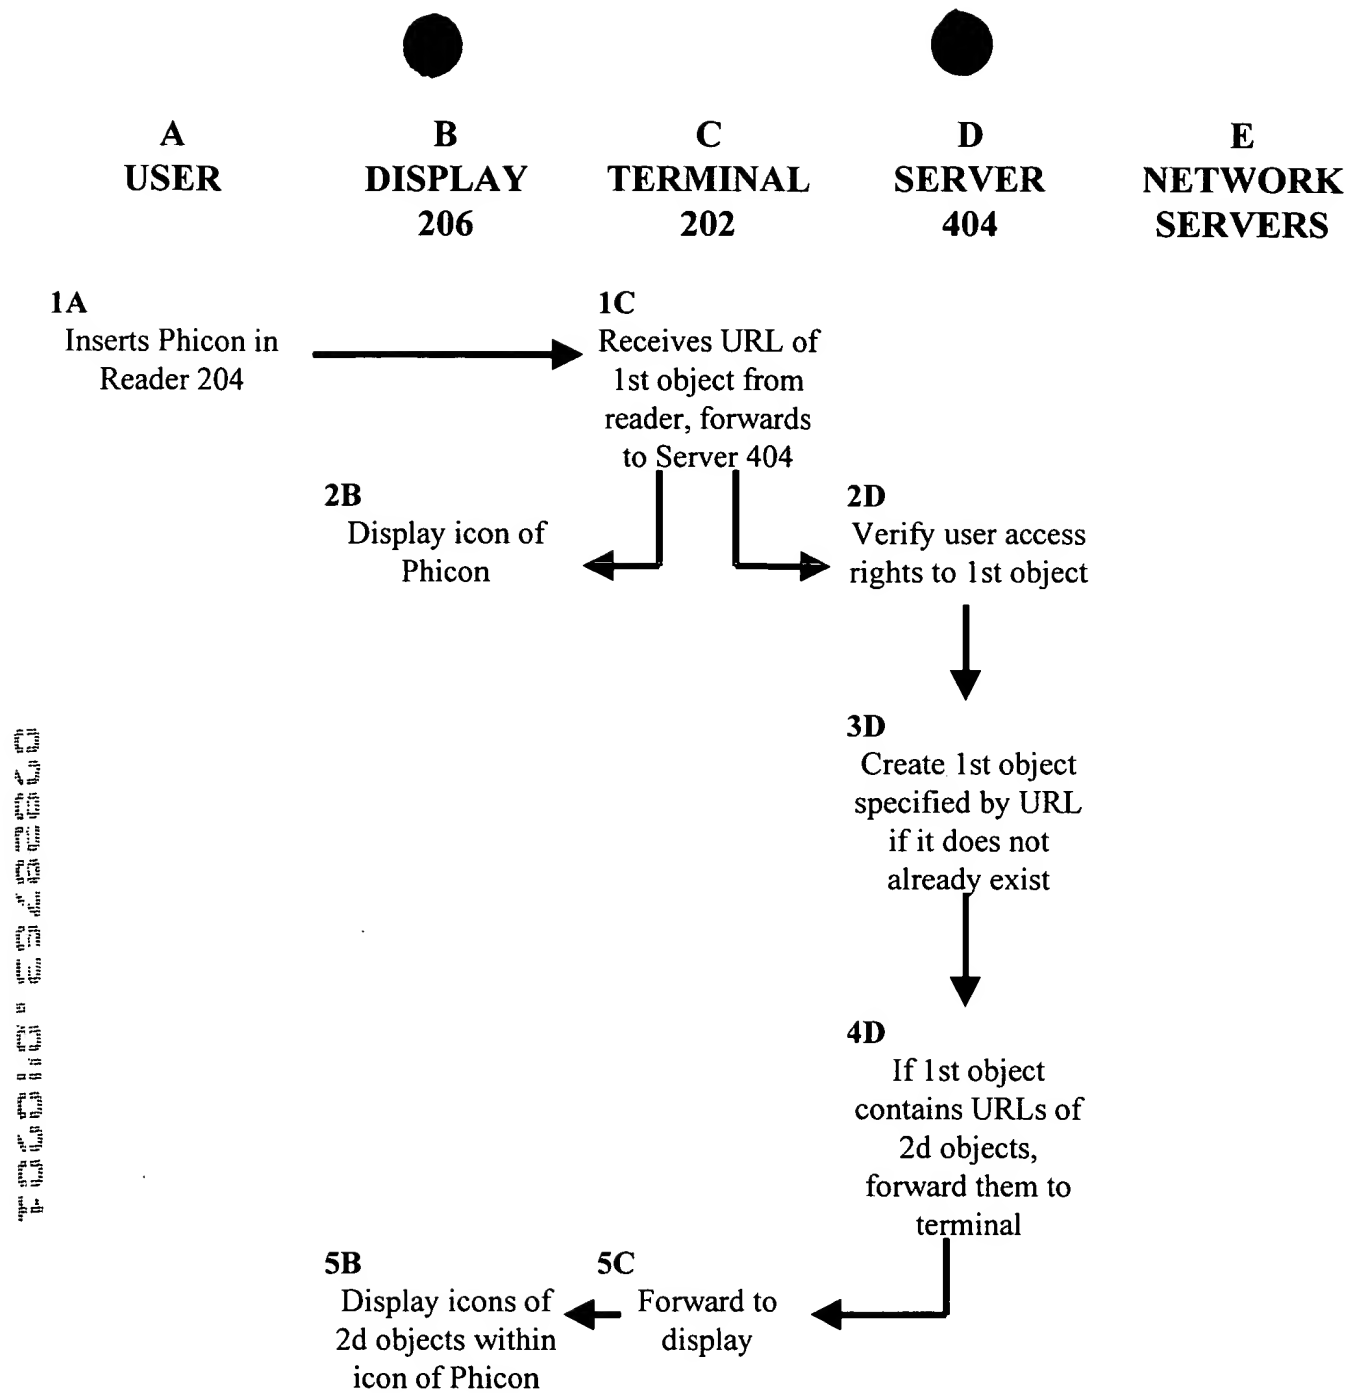 A
USER
B
DISPLAY
206
C
TERMINAL
202
D
SERVER
404
E
NETWORK
SERVERS
1A
Inserts Phicon in
Reader 204
1C
Receives URL of
1st object from
reader, forwards
to Server 404
2B
Display icon of
Phicon
2D
Verify user access
rights to 1st object
3D
Create 1st object
specified by URL
if it does not
already exist
4D
If 1st object
contains URLs of
2d objects,
forward them to
terminal
5B
Display icons of
2d objects within
icon of Phicon
5C
Forward to
display